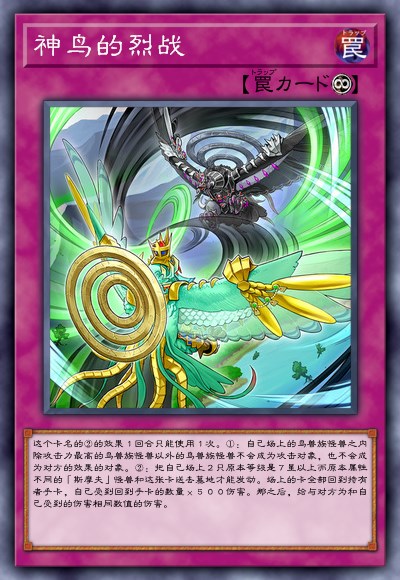 神鸟的烈战
トラップ
罠
トラップ
【罠カード】
这个卡名的②的效果1回合只能使用1次。①：自己场上的鸟兽族怪兽之内
除攻击力最高的鸟兽族怪兽以外的鸟兽族怪兽不会成为攻击对象，也不会
成为对方的效果的对象。②：把自己场上2只原本等级是7星以上而原本属性
不同的「斯摩夫」怪兽和这张卡送去墓地才能发动。场上的卡全部回到持有
者手卡，自己受到回到手卡的数量×500伤害。那之后，给与对方为和自
己受到的伤害相同数值的伤害。